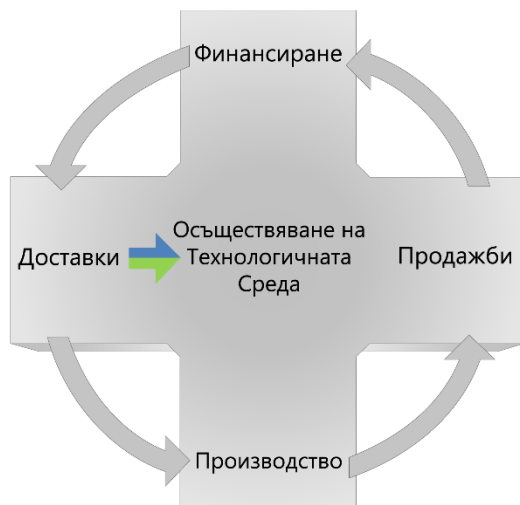 Финансиране
Доставки
Осъществяване на
Технологичната
Среда
Продажби
Производство